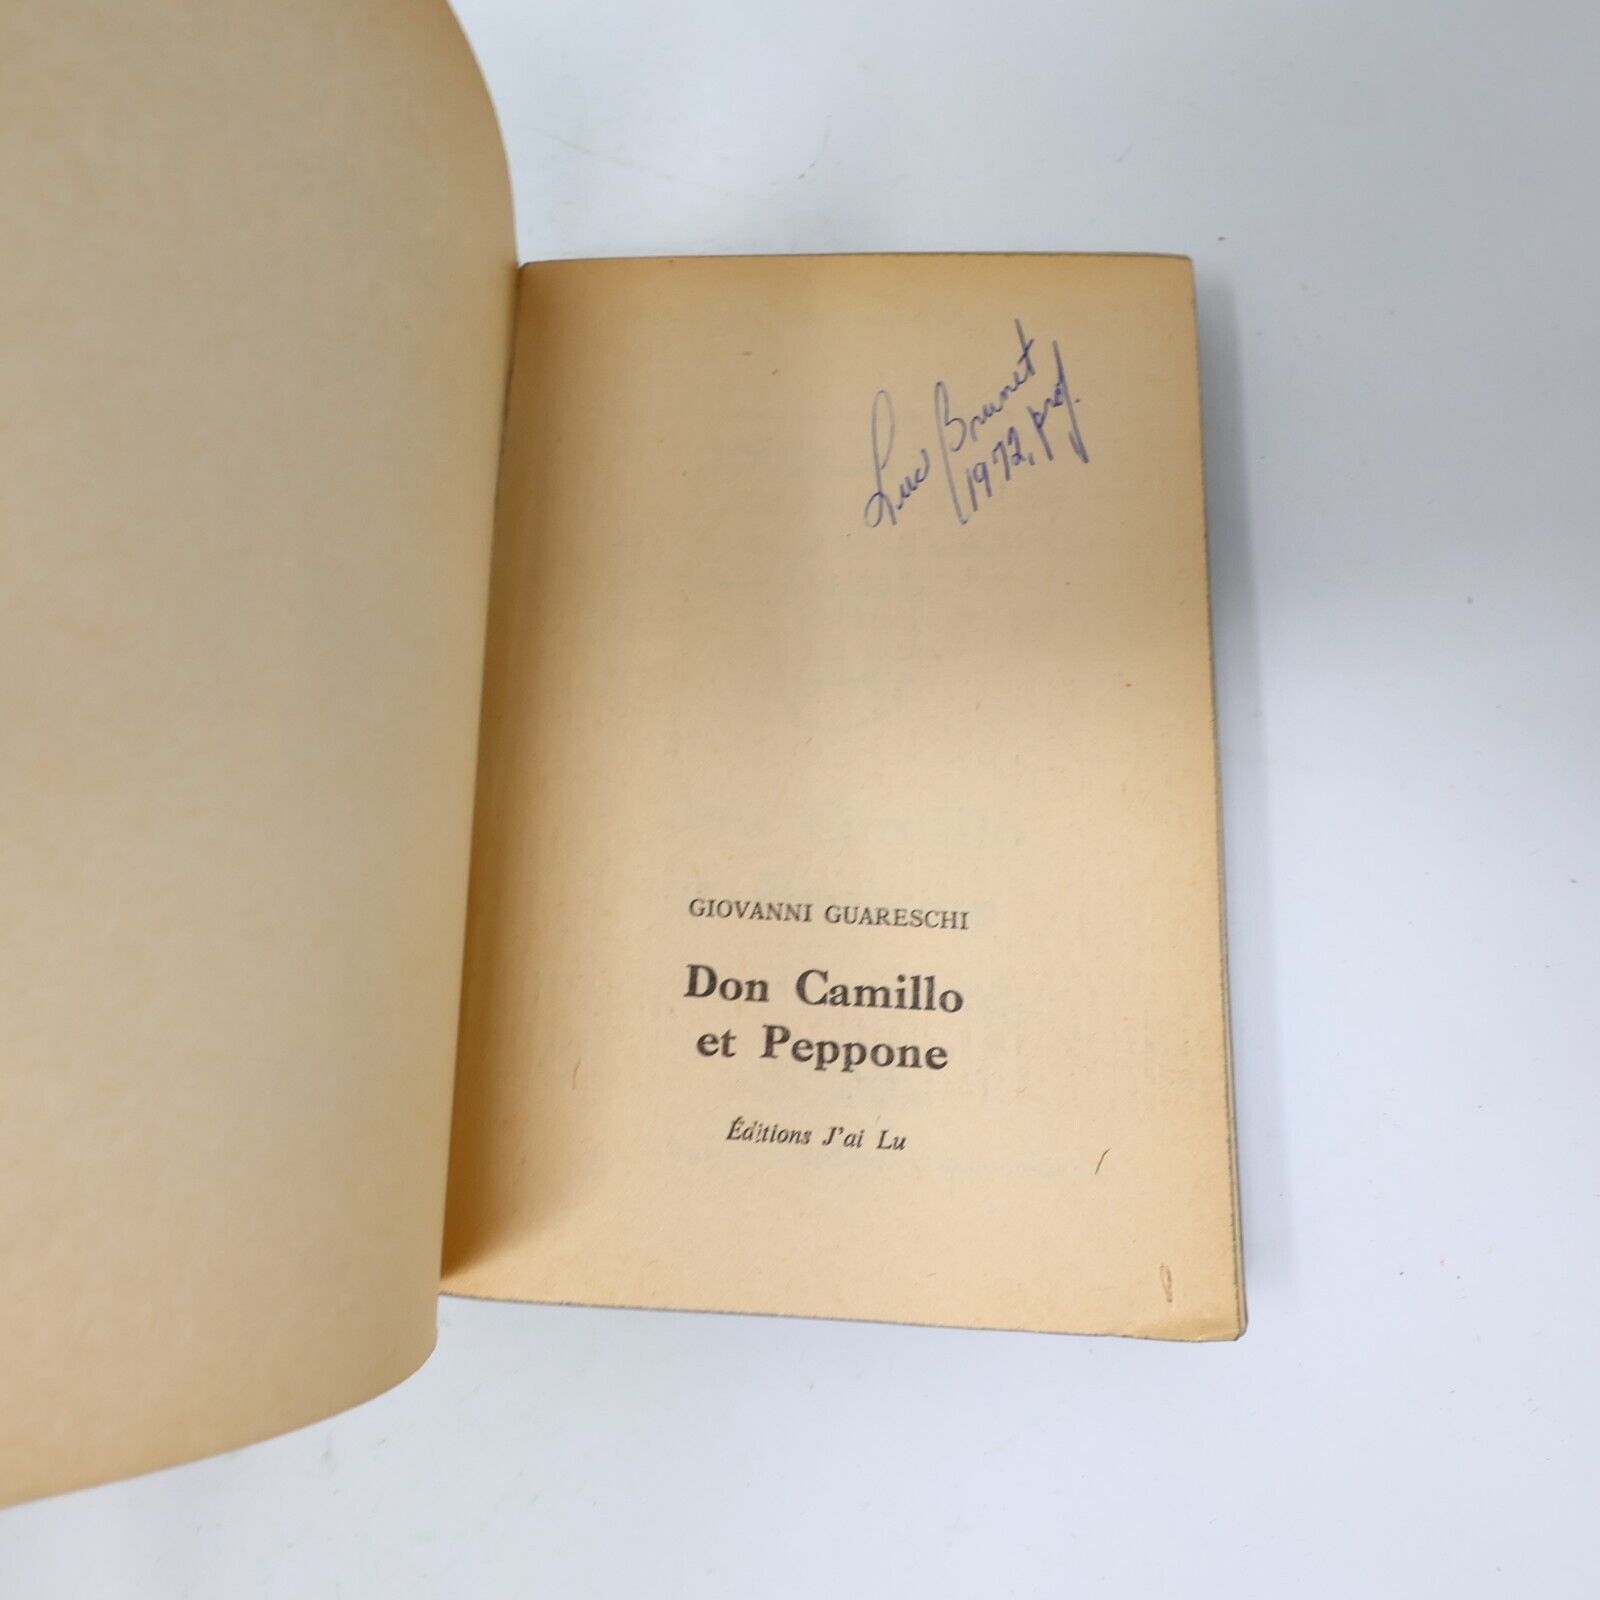 Luc Brunet
1972, prof.
GIOVANNI GUARESCHI
Don Camillo
et Peppone
Éditions J'ai Lu